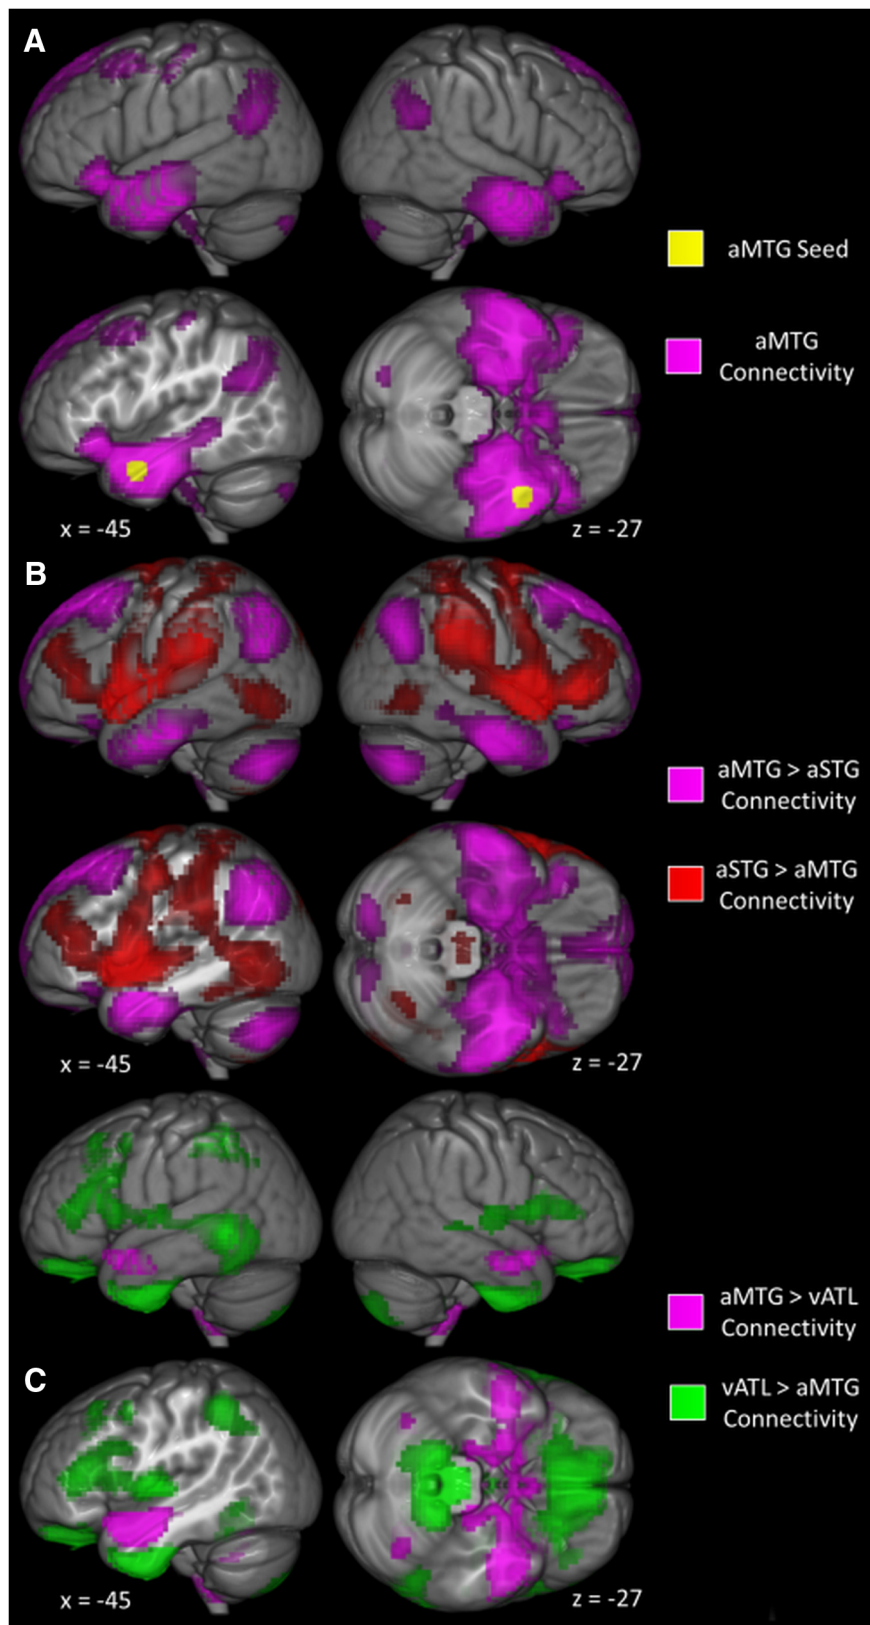 A
aMTG Seed
aMTG
Connectivity
x = -45
z = -27
B
aMTG > aSTG
Connectivity
aSTG > aMTG
Connectivity
x = -45
z = -27
aMTG > vATL
Connectivity
C
vATL > aMTG
Connectivity
x = -45
z = -27